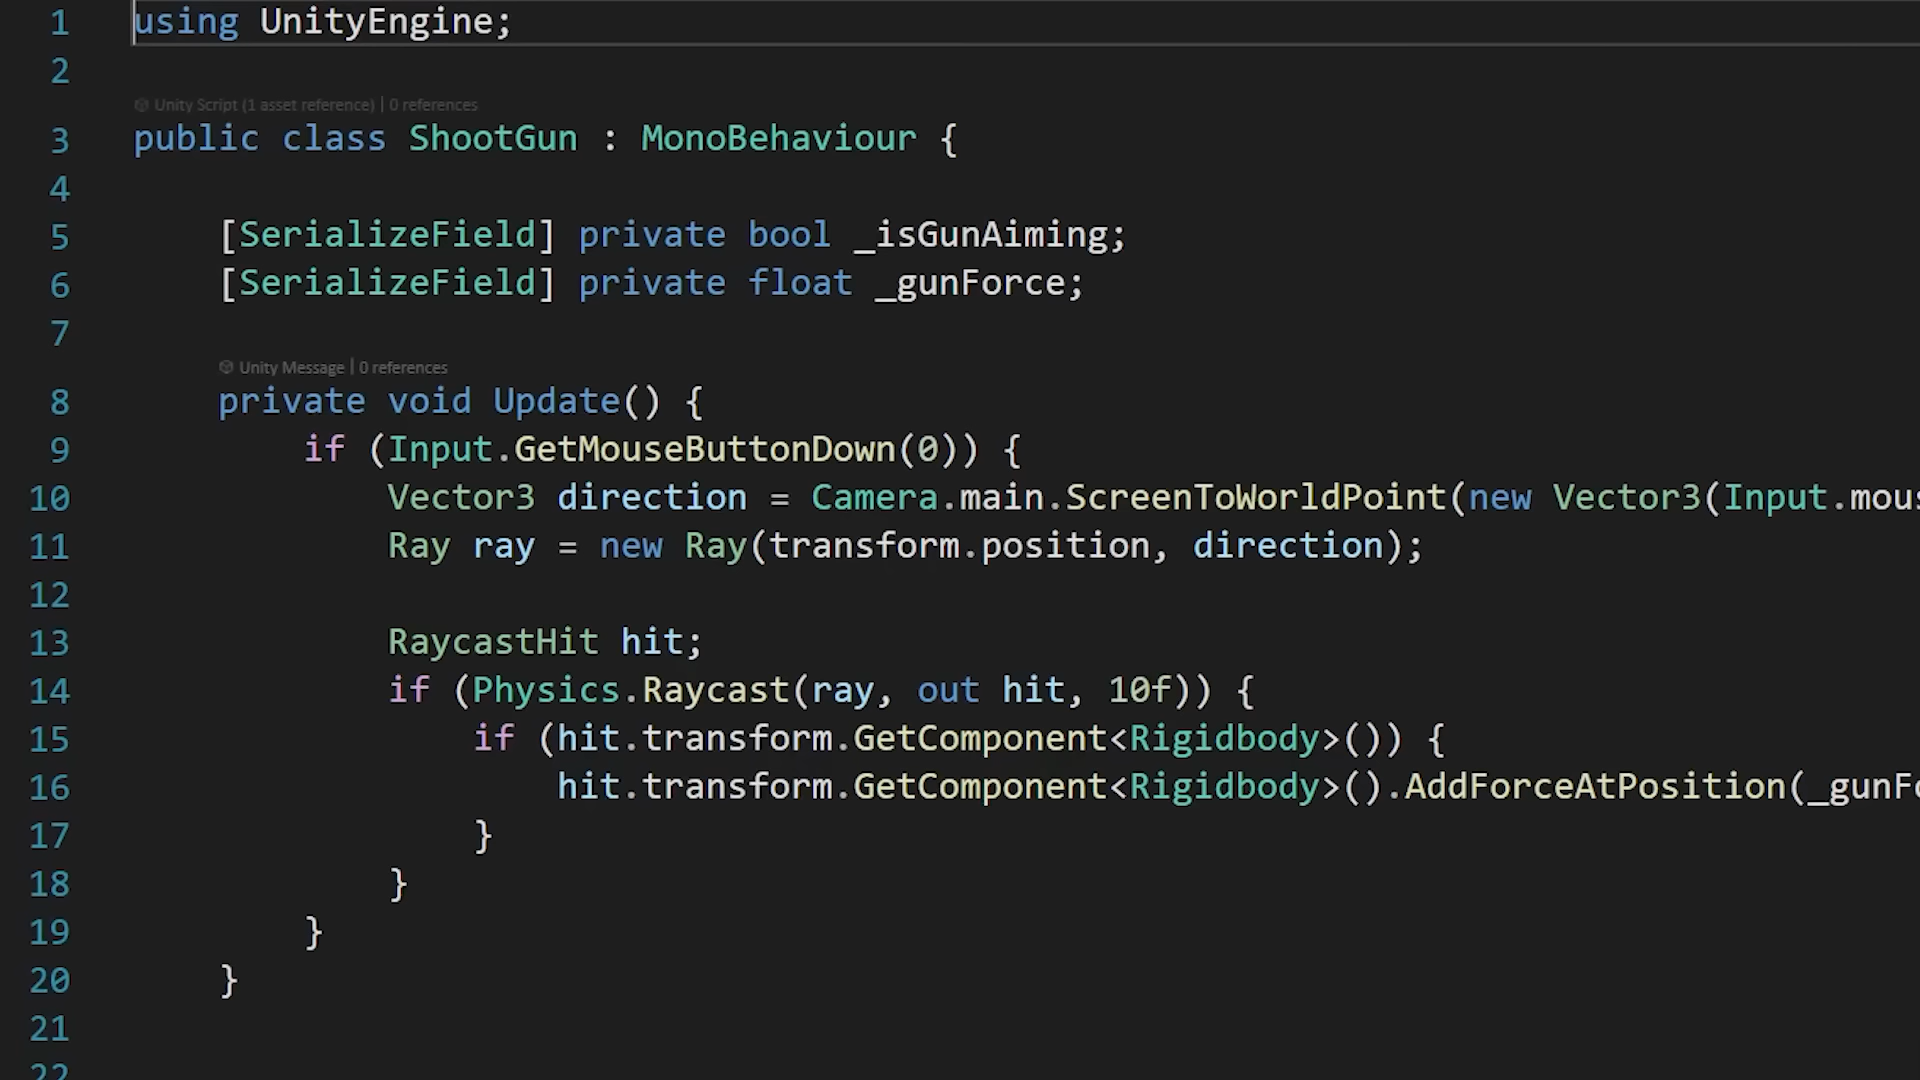 1 using UnityEngine;
2
Unity Script (1 asset reference) | 0 references
3 public class ShootGun : MonoBehaviour {
4
5 [SerializeField] private bool _isGunAiming;
6 [SerializeField] private float _gunForce;
7
Unity Message | 0 references
8 private void Update() {
9 if (Input.GetMouseButtonDown(0)) {
10 Vector3 direction = Camera.main.ScreenToWorldPoint(new Vector3(Input.mous
11 Ray ray = new Ray(transform.position, direction);
12
13 RaycastHit hit;
14 if (Physics.Raycast(ray, out hit, 10f)) {
15 if (hit.transform.GetComponent<Rigidbody>()) {
16 hit.transform.GetComponent<Rigidbody>().AddForceAtPosition(_gunFo
17 }
18 }
19 }
20 }
21
22